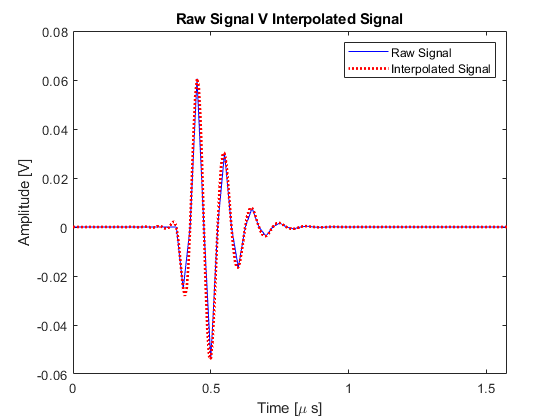 Raw Signal V Interpolated Signal
Raw Signal
Interpolated Signal
0.08
0.06
0.04
0.02
0
-0.02
-0.04
-0.06
Amplitude [V]
0 0.5 1 1.5
Time [μ s]